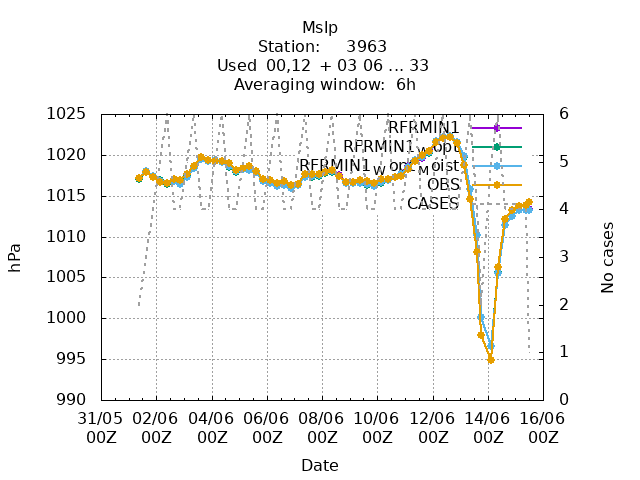 Mslp
Station: 3963
Used 00,12 + 03 06 ... 33
Averaging window: 6h
hPa
No cases
1025
1020
1015
1010
1005
1000
995
990
6
5
4
3
2
1
0
RFRMIN1
RFRMIN1_W_opt
RFRMIN1_W_opt_Moist
OBS
CASES
31/05 02/06 04/06 06/06 08/06 10/06 12/06 14/06 16/06
00Z 00Z 00Z 00Z 00Z 00Z 00Z 00Z 00Z
Date